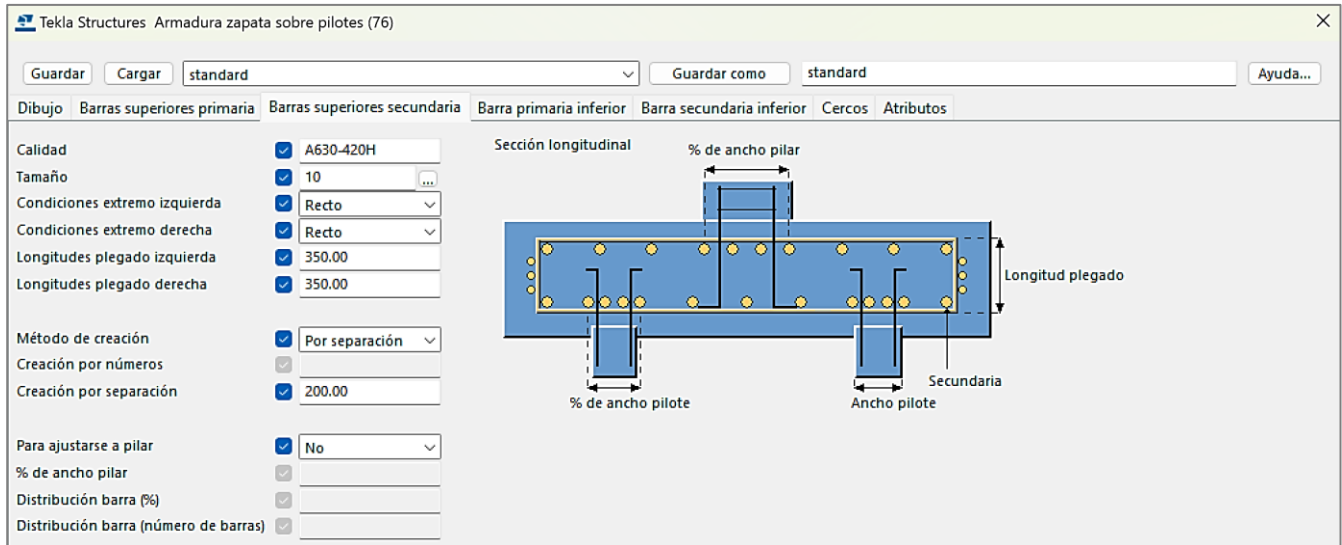 Tekla Structures Armadura zapata sobre pilotes (76)
Guardar Cargar standard Guardar como standard Ayuda...
Dibujo Barras superiores primaria Barras superiores secundaria Barra primaria inferior Barra secundaria inferior Cercos Atributos
Calidad A630-420H
Tamaño 10 ...
Condiciones extremo izquierda Recto
Condiciones extremo derecha Recto
Longitudes plegado izquierda 350.00
Longitudes plegado derecha 350.00
Método de creación Por separación
Creación por números
Creación por separación 200.00
Para ajustarse a pilar No
% de ancho pilar
Distribución barra (%)
Distribución barra (número de barras)
Sección longitudinal
% de ancho pilar
Longitud plegado
Secundaria
% de ancho pilote
Ancho pilote